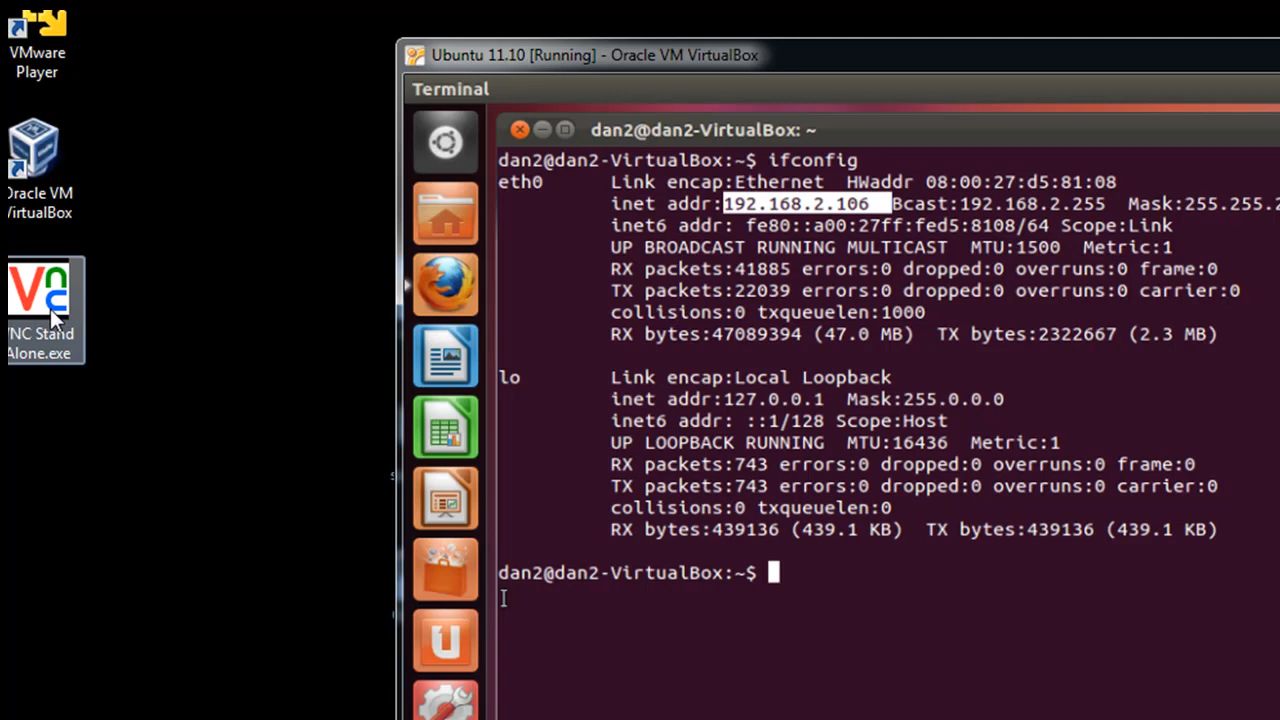 VMware
Player
Oracle VM
VirtualBox
VNC
VNC Stand
Alone.exe
Ubuntu 11.10 [Running] - Oracle VM VirtualBox
Terminal
dan2@dan2-VirtualBox: ~
dan2@dan2-VirtualBox:~$ ifconfig
eth0 Link encap:Ethernet HWaddr 08:00:27:d5:81:08
inet addr:192.168.2.106 Bcast:192.168.2.255 Mask:255.255.2
inet6 addr: fe80::a00:27ff:fed5:8108/64 Scope:Link
UP BROADCAST RUNNING MULTICAST MTU:1500 Metric:1
RX packets:41885 errors:0 dropped:0 overruns:0 frame:0
TX packets:22039 errors:0 dropped:0 overruns:0 carrier:0
collisions:0 txqueuelen:1000
RX bytes:47089394 (47.0 MB) TX bytes:2322667 (2.3 MB)
lo Link encap:Local Loopback
inet addr:127.0.0.1 Mask:255.0.0.0
inet6 addr: ::1/128 Scope:Host
UP LOOPBACK RUNNING MTU:16436 Metric:1
RX packets:743 errors:0 dropped:0 overruns:0 frame:0
TX packets:743 errors:0 dropped:0 overruns:0 carrier:0
collisions:0 txqueuelen:0
RX bytes:439136 (439.1 KB) TX bytes:439136 (439.1 KB)
dan2@dan2-VirtualBox:~$